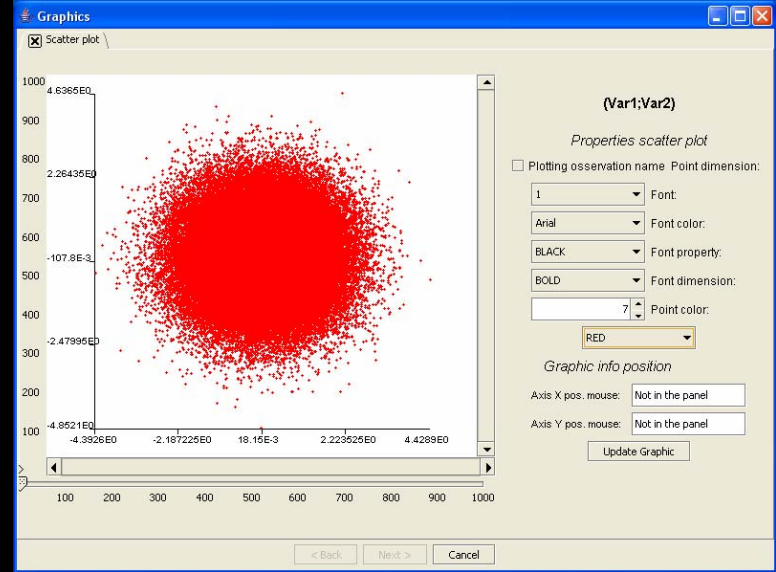 Graphics
Scatter plot
1000
900
800
700
600
500
400
300
200
100
4.6365E0
2.26435E0
-107.8E-3
-2.47995E0
-4.8521E0
-4.3926E0 -2.187225E0 18.15E-3 2.223525E0 4.4289E0
100 200 300 400 500 600 700 800 900 1000
(Var1;Var2)
Properties scatter plot
Plotting osservation name Point dimension:
1 Font:
Arial Font color:
BLACK Font property:
BOLD Font dimension:
7 Point color:
RED
Graphic info position
Axis X pos. mouse: Not in the panel
Axis Y pos. mouse: Not in the panel
Update Graphic
< Back Next > Cancel